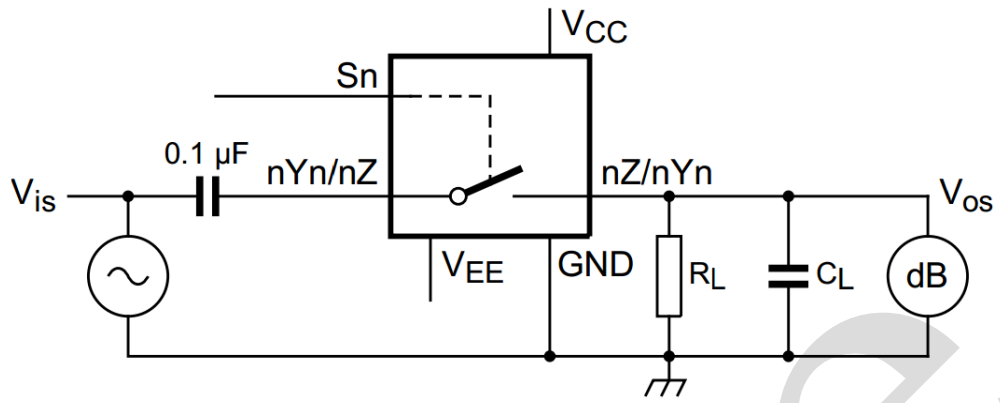 VCC
Sn
0.1 µF
nYn/nZ
nZ/nYn
Vis
Vos
VEE
GND
RL
CL
dB